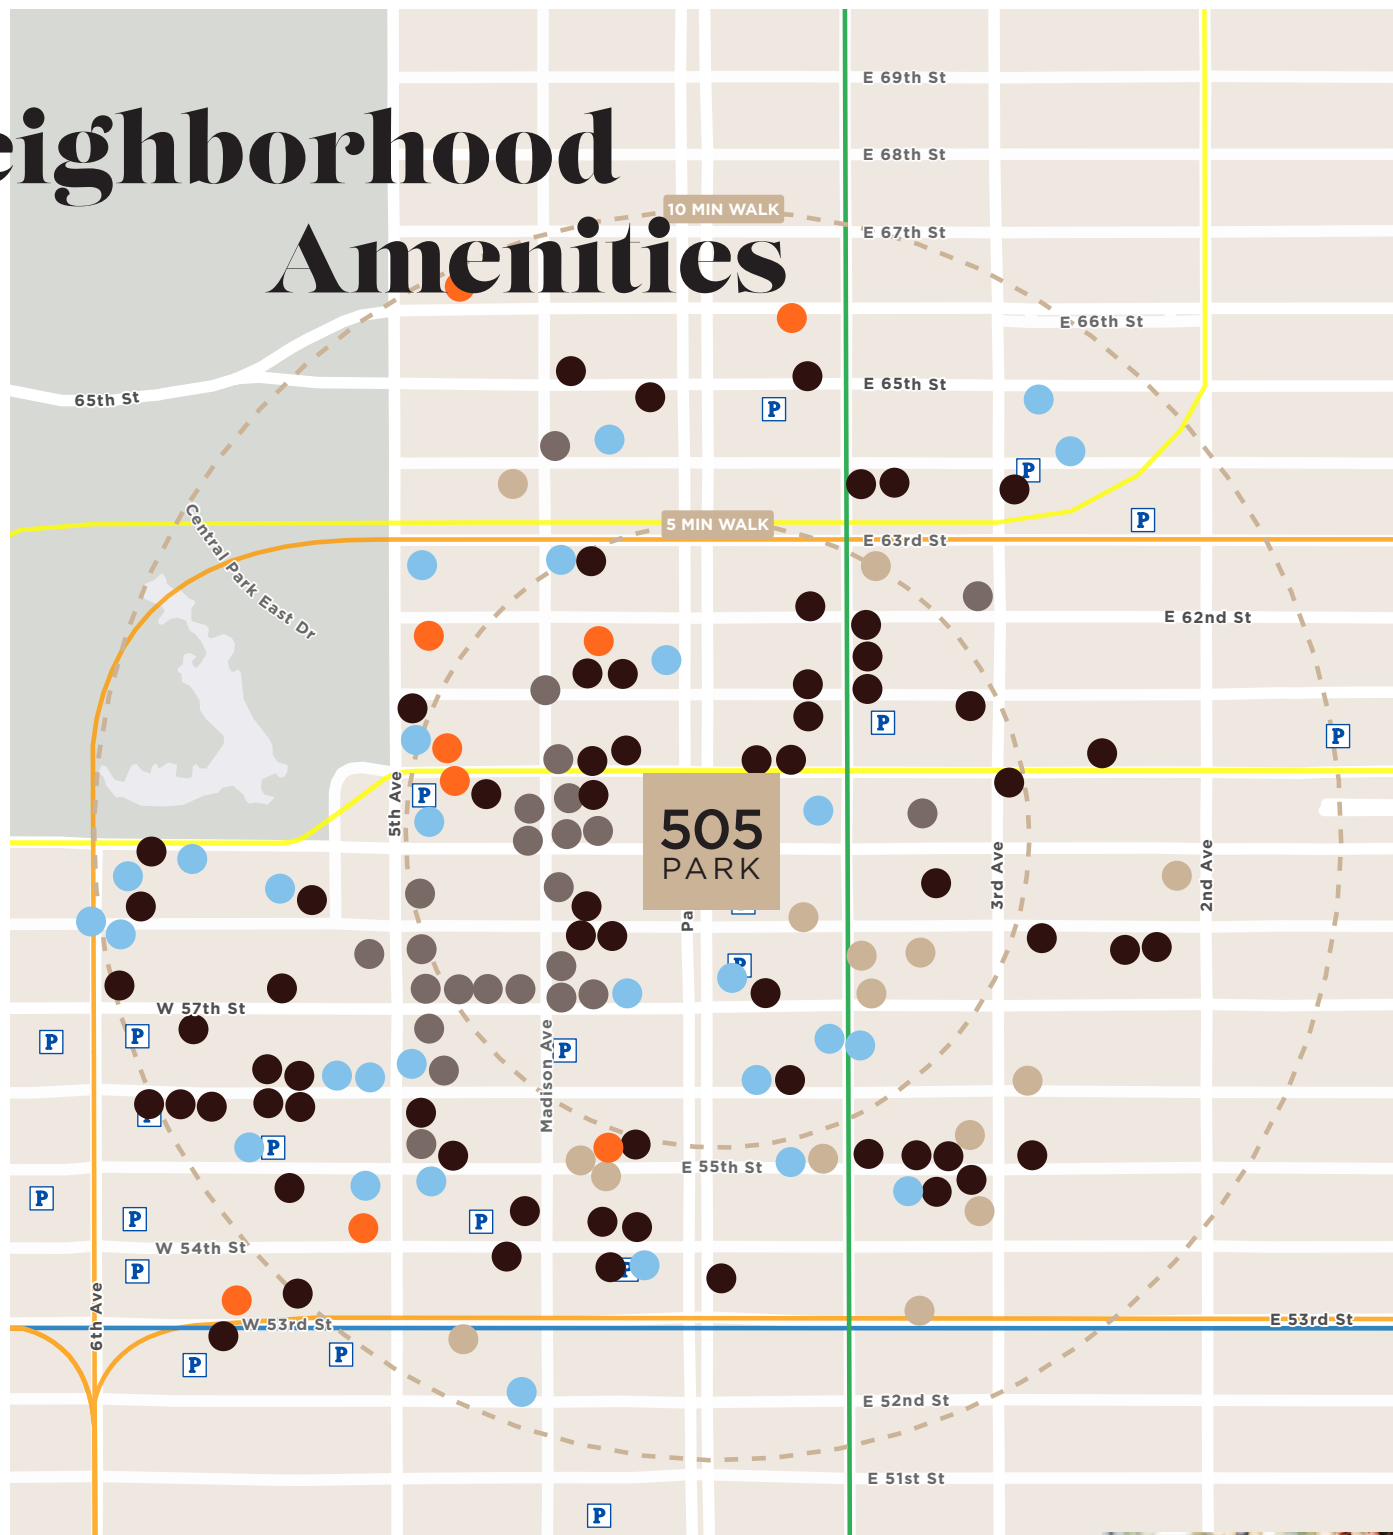 E 69th St
eighborhood
E 68th St
10 MIN WALK
E 67th St
Amenities
E 66th St
65th St
E 65th St
P
P
P
Central Park East Dr
5 MIN WALK
E 63rd St
E 62nd St
P
P
5th Ave
P
505
PARK
3rd Ave
2nd Ave
Pa
P
W 57th St
P
P
Madison Ave
P
P
P
E 55th St
P
P
P
W 54th St
P
P
6th Ave
W 53rd St
E 53rd St
P
P
E 52nd St
E 51st St
P